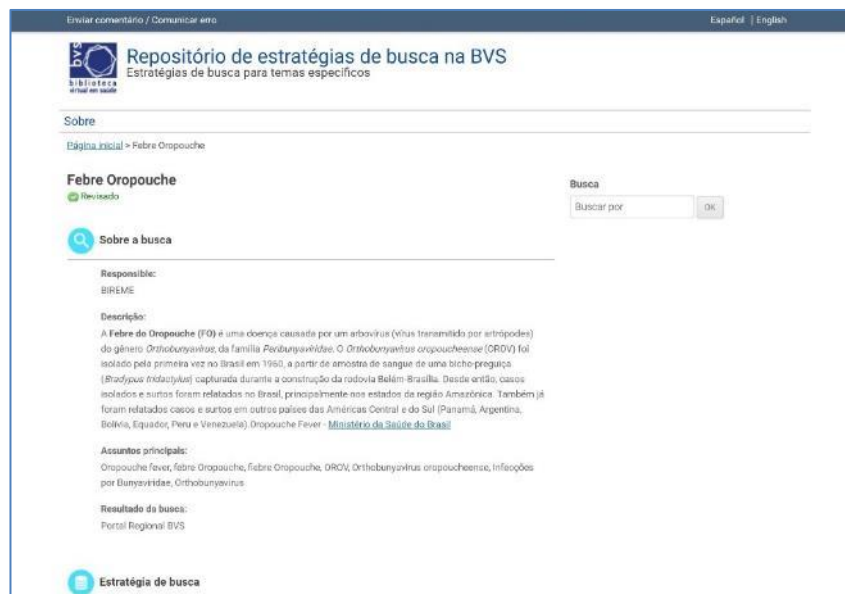 Enviar comentário / Comunicar erro
Español | English
bvs
biblioteca
virtual em saúde
Repositório de estratégias de busca na BVS
Estratégias de busca para temas específicos
Sobre
Página inicial > Febre Oropouche
Febre Oropouche
Revisado
Busca
Buscar por
OK
Sobre a busca
Responsible:
BIREME
Descrição:
A Febre do Oropouche (FO) é uma doença causada por um arbovírus (vírus transmitido por artrópodes)
do gênero Orthobunyavirus, da família Peribunyaviridae. O Orthobunyavirus oropoucheense (OROV) foi
isolado pela primeira vez no Brasil em 1960, a partir de amostra de sangue de uma bicho-preguiça
(Bradypus tridactylus) capturada durante a construção da rodovia Belém-Brasília. Desde então, casos
isolados e surtos foram relatados no Brasil, principalmente nos estados da região Amazônica. Também já
foram relatados casos e surtos em outros países das Américas Central e do Sul (Panamá, Argentina,
Bolívia, Equador, Peru e Venezuela).Oropouche Fever - Ministério da Saúde do Brasil
Assuntos principais:
Oropouche fever, febre Oropouche, fiebre Oropouche, OROV, Orthobunyavirus oropoucheense, Infecções
por Bunyaviridae, Orthobunyavirus
Resultado da busca:
Portal Regional BVS
Estratégia de busca